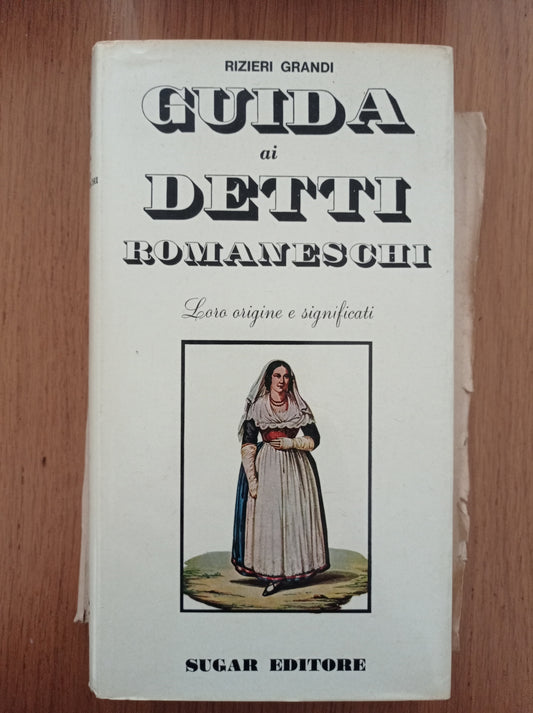 RIZIERI GRANDI
GUIDA
ai
DETTI
ROMANESCHI
Loro origine e significati
SUGAR EDITORE